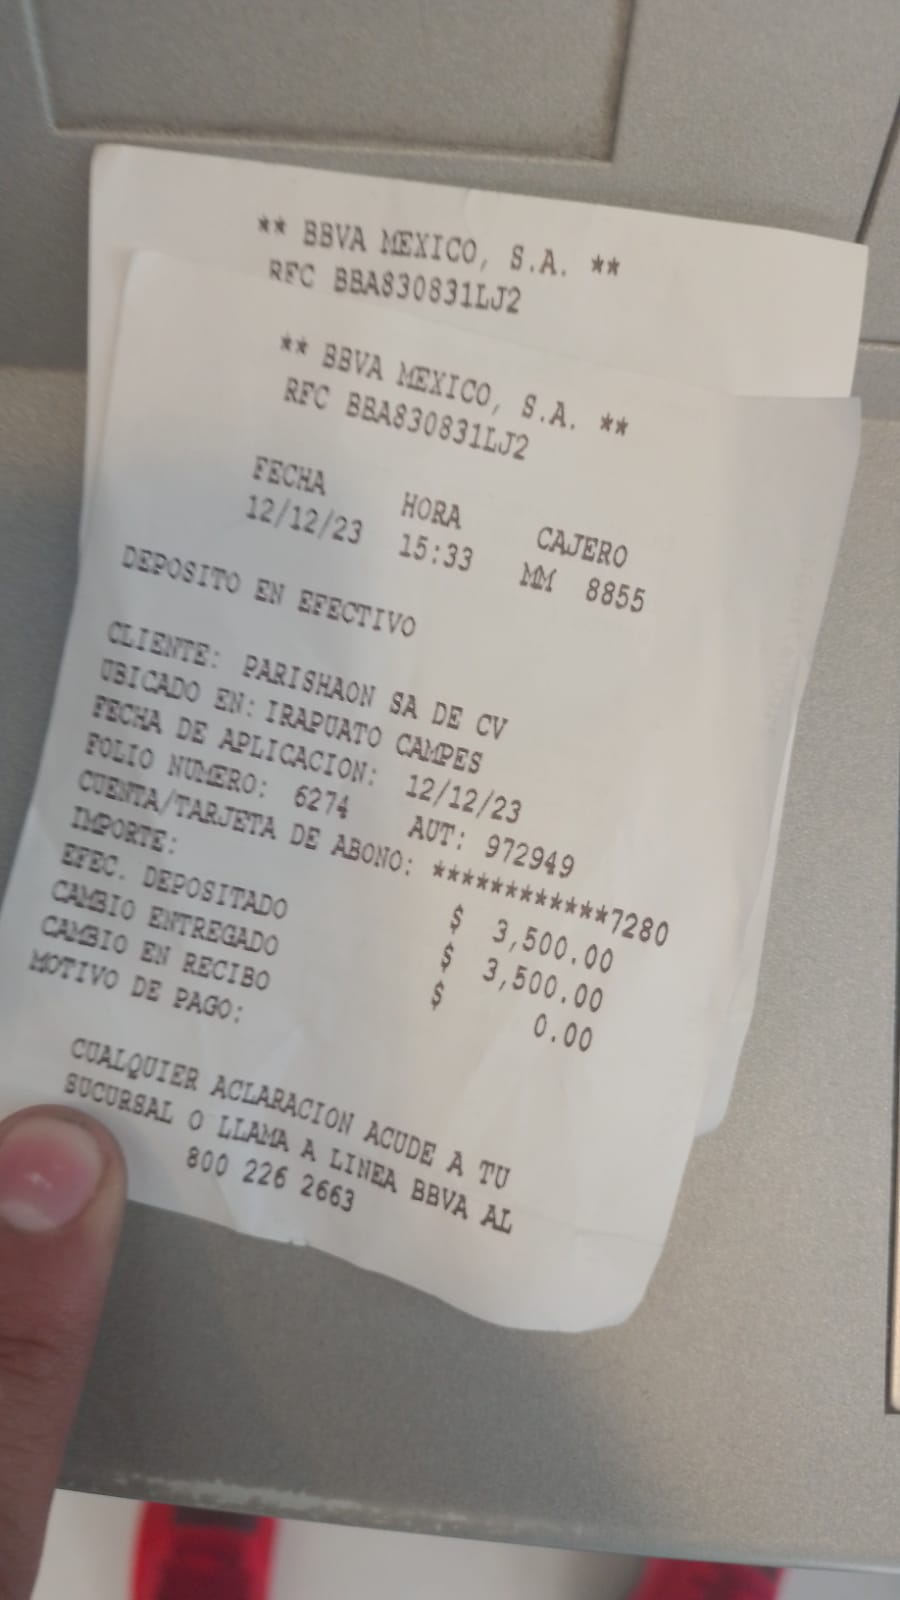 ** BBVA MEXICO, S.A. **
RFC BBA830831LJ2
** BBVA MEXICO, S.A. **
RFC BBA830831LJ2
FECHA HORA CAJERO
12/12/23 15:33 MM 8855
DEPOSITO EN EFECTIVO
CLIENTE: PARISHAON SA DE CV
UBICADO EN: IRAPUATO CAMPES
FECHA DE APLICACION: 12/12/23
FOLIO NUMERO: 6274 AUT: 972949
CUENTA/TARJETA DE ABONO: ************7280
IMPORTE: $ 3,500.00
EFEC. DEPOSITADO $ 3,500.00
CAMBIO ENTREGADO $ 0.00
CAMBIO EN RECIBO
MOTIVO DE PAGO:
CUALQUIER ACLARACION ACUDE A TU
SUCURSAL O LLAMA A LINEA BBVA AL
800 226 2663